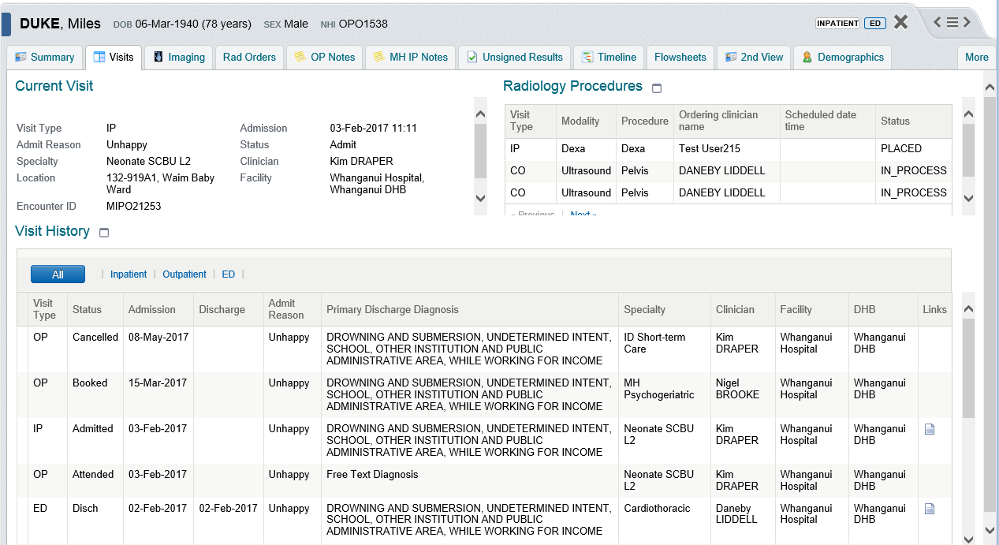 DUKE, Miles DOB 06-Mar-1940 (78 years) SEX Male NHI OPO1538 INPATIENT ED
Summary Visits Imaging Rad Orders OP Notes MH IP Notes Unsigned Results Timeline Flowsheets 2nd View Demographics More
Current Visit
Visit Type IP Admission 03-Feb-2017 11:11
Admit Reason Unhappy Status Admit
Specialty Neonate SCBU L2 Clinician Kim DRAPER
Location 132-919A1, Waim Baby Facility Whanganui Hospital,
Ward Whanganui DHB
Encounter ID MIPO21253
Radiology Procedures
Visit Modality Procedure Ordering clinician Scheduled date Status
Type name time
IP Dexa Dexa Test User215 PLACED
CO Ultrasound Pelvis DANEBY LIDDELL IN_PROCESS
CO Ultrasound Pelvis DANEBY LIDDELL IN_PROCESS
« Previous | Next »
Visit History
All | Inpatient | Outpatient | ED |
Visit Status Admission Discharge Admit Primary Discharge Diagnosis Specialty Clinician Facility DHB Links
Type Reason
OP Cancelled 08-May-2017 Unhappy DROWNING AND SUBMERSION, UNDETERMINED INTENT, ID Short-term Kim Whanganui Whanganui
SCHOOL, OTHER INSTITUTION AND PUBLIC Care DRAPER Hospital DHB
ADMINISTRATIVE AREA, WHILE WORKING FOR INCOME
OP Booked 15-Mar-2017 Unhappy DROWNING AND SUBMERSION, UNDETERMINED INTENT, MH Nigel Whanganui Whanganui
SCHOOL, OTHER INSTITUTION AND PUBLIC Psychogeriatric BROOKE Hospital DHB
ADMINISTRATIVE AREA, WHILE WORKING FOR INCOME
IP Admitted 03-Feb-2017 Unhappy DROWNING AND SUBMERSION, UNDETERMINED INTENT, Neonate SCBU Kim Whanganui Whanganui
SCHOOL, OTHER INSTITUTION AND PUBLIC L2 DRAPER Hospital DHB
ADMINISTRATIVE AREA, WHILE WORKING FOR INCOME
OP Attended 03-Feb-2017 Unhappy Free Text Diagnosis Neonate SCBU Kim Whanganui Whanganui
L2 DRAPER Hospital DHB
ED Disch 02-Feb-2017 02-Feb-2017 Unhappy DROWNING AND SUBMERSION, UNDETERMINED INTENT, Cardiothoracic Daneby Whanganui Whanganui
SCHOOL, OTHER INSTITUTION AND PUBLIC LIDDELL Hospital DHB
ADMINISTRATIVE AREA, WHILE WORKING FOR INCOME